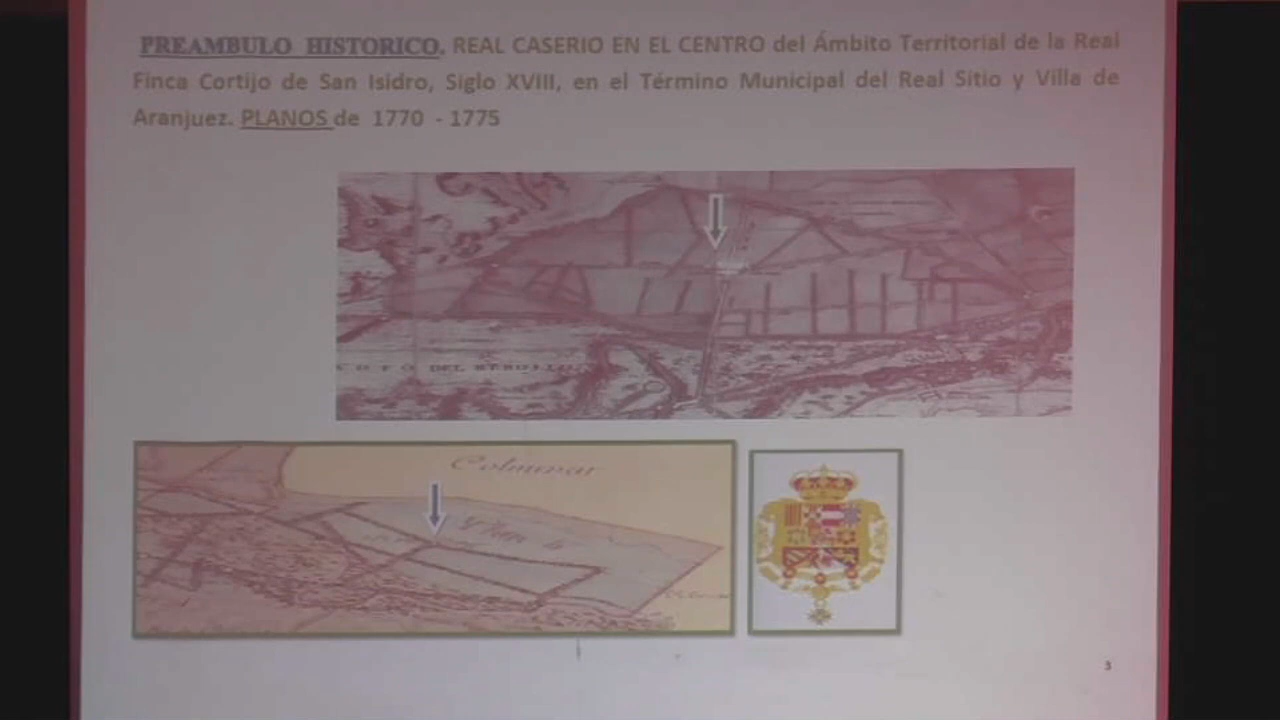 PREAMBULO HISTORICO. REAL CASERIO EN EL CENTRO del Ámbito Territorial de la Real
Finca Cortijo de San Isidro, Siglo XVIII, en el Término Municipal del Real Sitio y Villa de
Aranjuez. PLANOS de 1770 - 1775
DEL
Colmenar
3